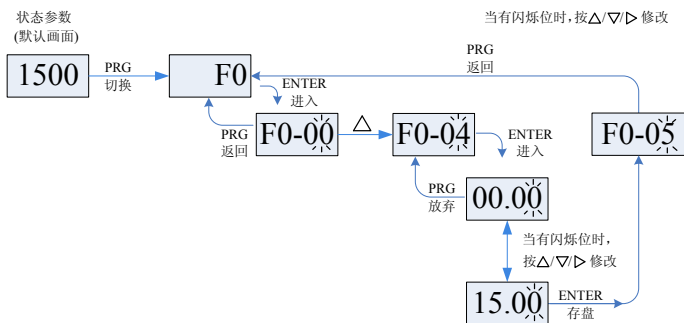 状态参数
(默认画面)
当有闪烁位时,按△/▽/▷ 修改
1500
PRG
切换
F0
ENTER
进入
PRG
返回
PRG
返回
F0-00
△
F0-04
ENTER
进入
F0-05
PRG
放弃
00.00
当有闪烁位时,
按△/▽/▷ 修改
15.00
ENTER
存盘